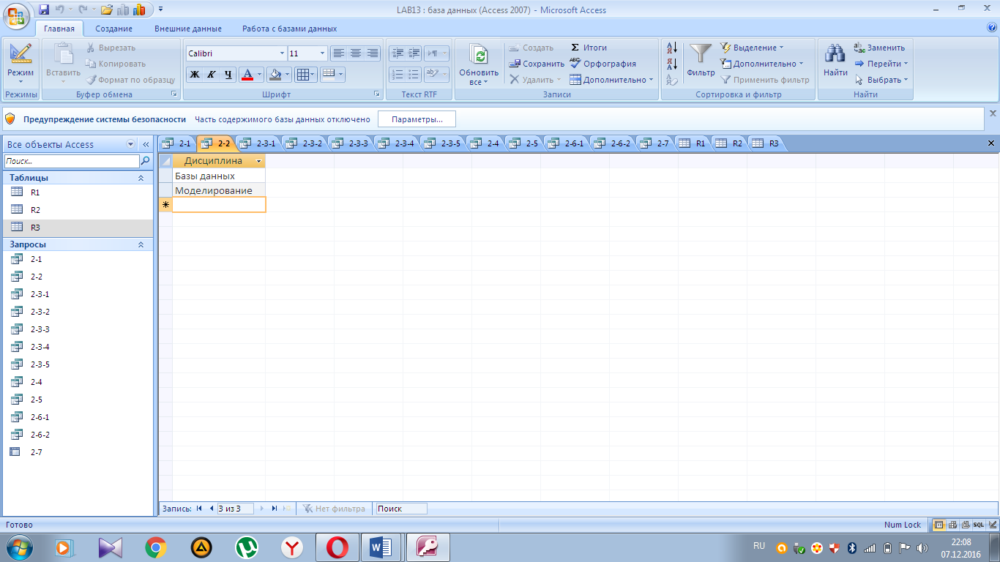 LAB13 : база данных (Access 2007) - Microsoft Access
Главная Создание Внешние данные Работа с базами данных
Режим
Режимы
Вставить
Вырезать
Копировать
Формат по образцу
Буфер обмена
Calibri 11
Ж К Ч А
Шрифт
Текст RTF
Обновить все
Создать
Сохранить
Удалить
Итоги
Орфография
Дополнительно
Записи
Фильтр
Выделение
Дополнительно
Применить фильтр
Сортировка и фильтр
Найти
Заменить
Перейти
Выбрать
Найти
Предупреждение системы безопасности Часть содержимого базы данных отключено Параметры...
Все объекты Access
Поиск...
Таблицы
R1
R2
R3
Запросы
2-1
2-2
2-3-1
2-3-2
2-3-3
2-3-4
2-3-5
2-4
2-5
2-6-1
2-6-2
2-7
2-1 2-2 2-3-1 2-3-2 2-3-3 2-3-4 2-3-5 2-4 2-5 2-6-1 2-6-2 2-7 R1 R2 R3
Дисциплина
Базы данных
Моделирование
Запись: 3 из 3 Нет фильтра Поиск
Готово Num Lock SQL
RU 22:08
07.12.2016